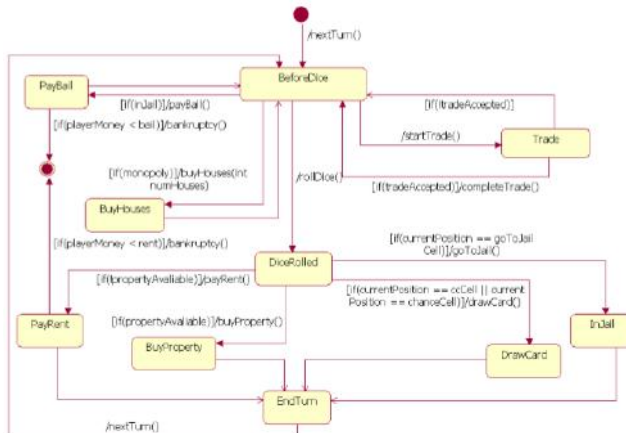 /nextTurn()
PayBail
BeforeDice
[if(inJail)]/payBail()
[if(!tradeAccepted)]
[if(playerMoney < bail)]/bankruptcy()
/startTrade()
Trade
[if(monopoly)]/buyHouses(int
numHouses)
/rollDice()
[if(tradeAccepted)]/completeTrade()
BuyHouses
[if(playerMoney < rent)]/bankruptcy()
[if(currentPosition == goToJail
Cell)]/goToJail()
DiceRolled
[if(!propertyAvaliable)]/payRent()
[if(currentPosition == ccCell || current
Position == chanceCell)]/drawCard()
PayRent
[if(propertyAvaliable)]/buyProperty()
InJail
BuyProperty
DrawCard
EndTurn
/nextTurn()